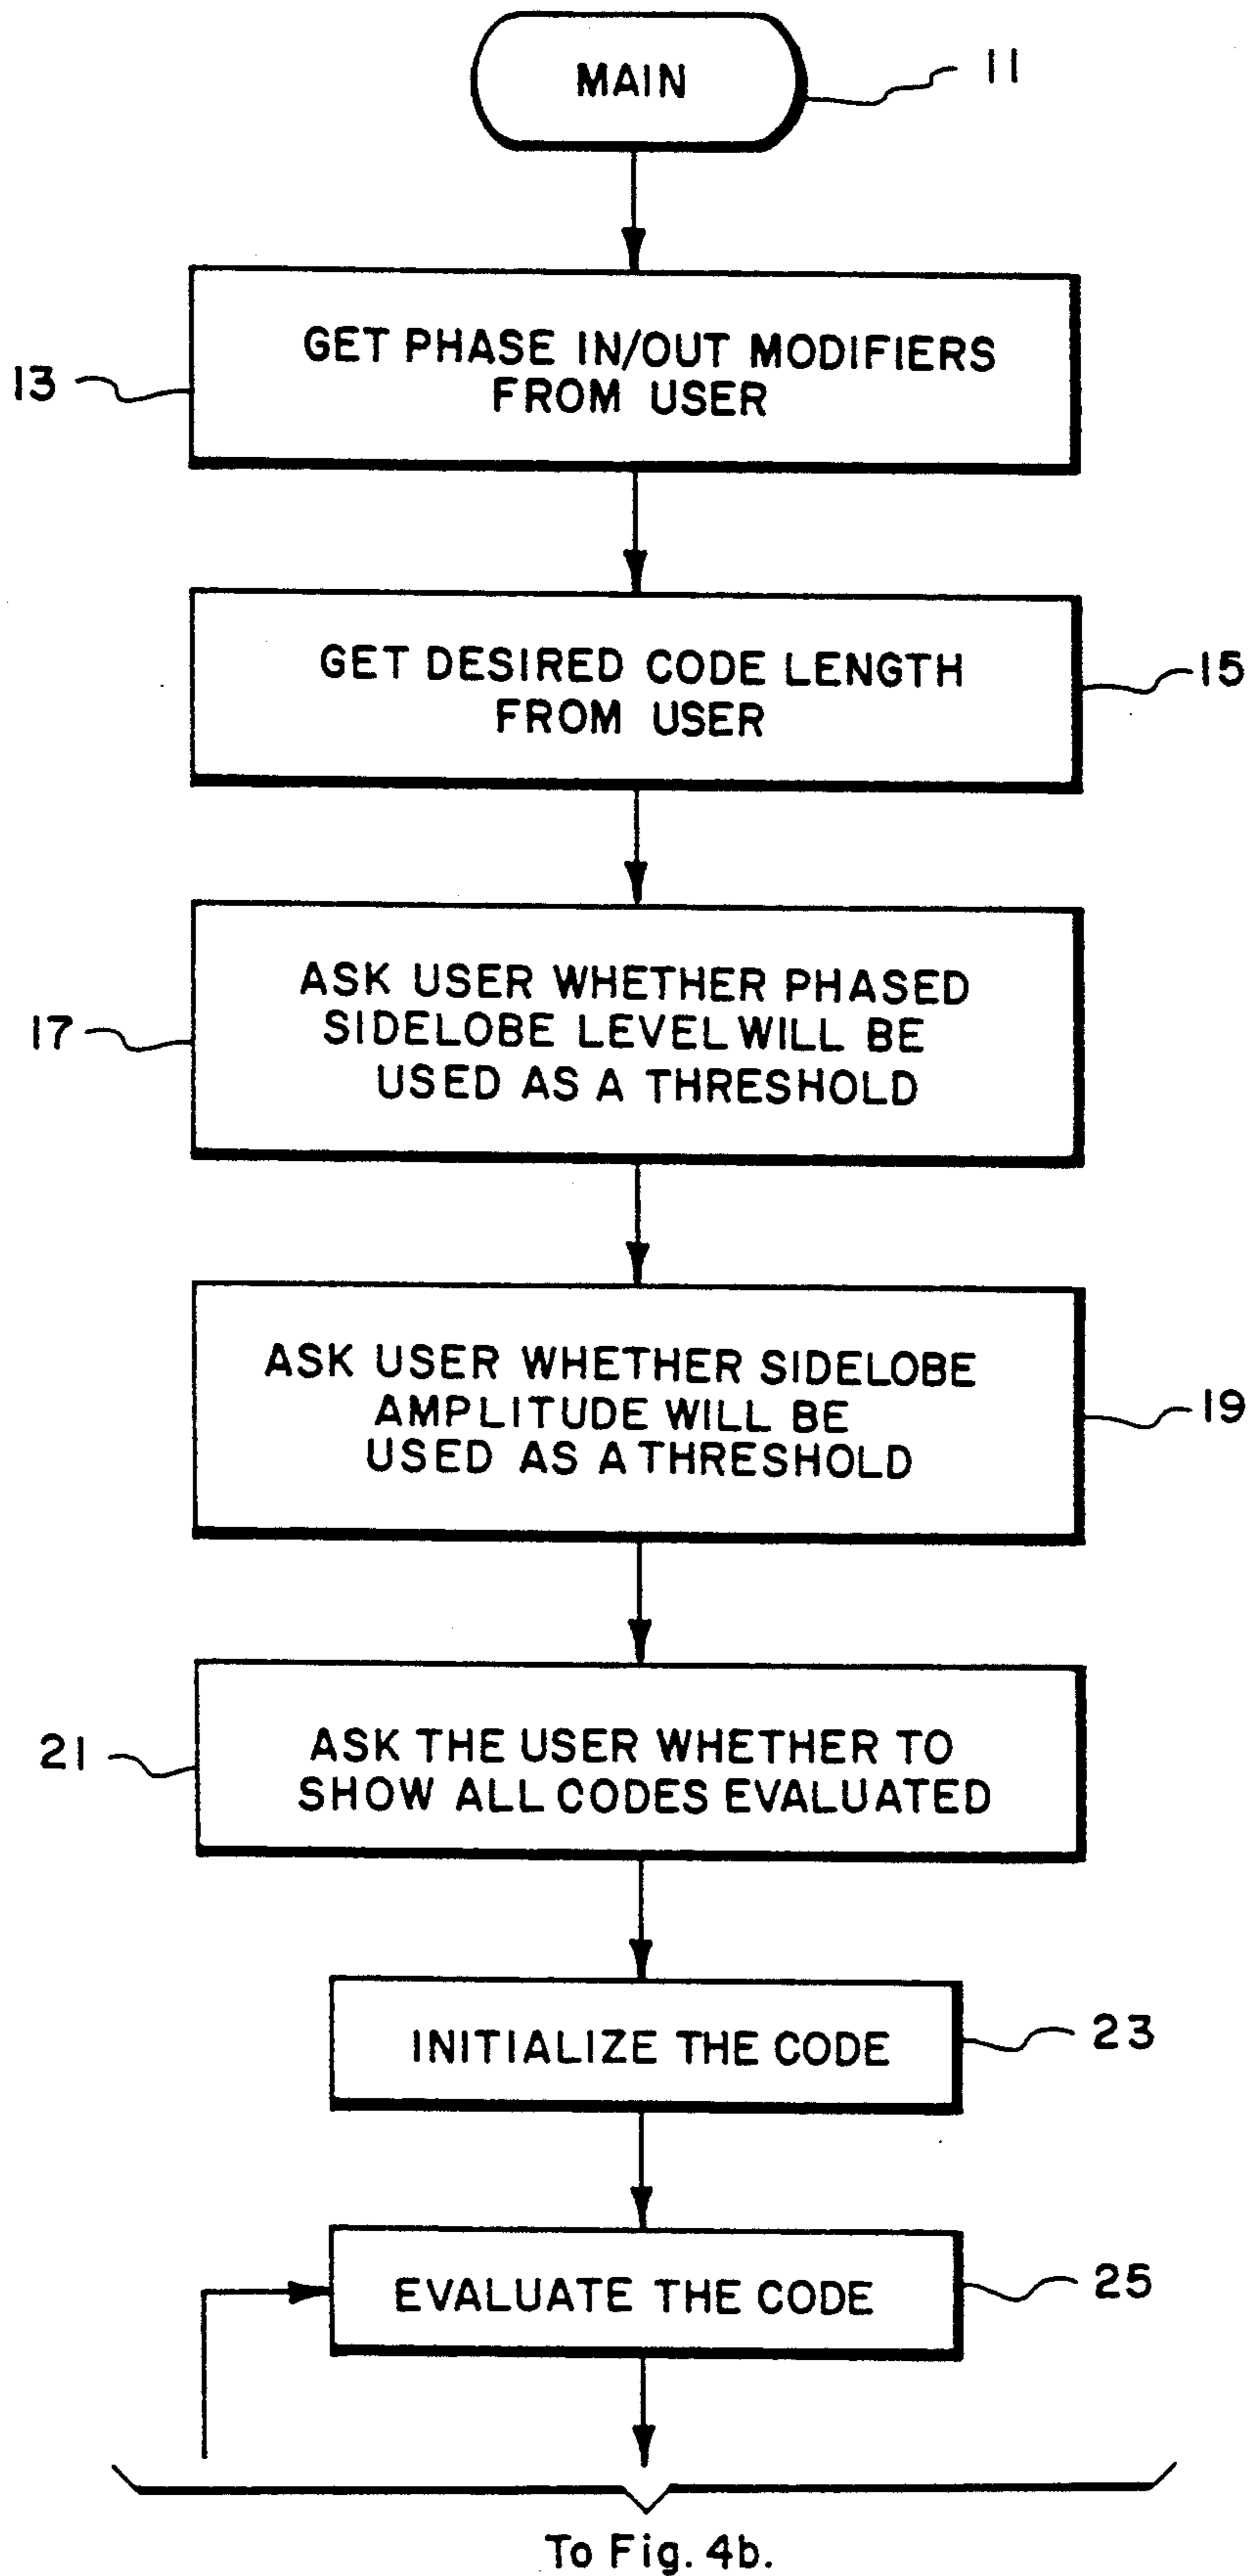 MAIN
11
GET PHASE IN/OUT MODIFIERS
FROM USER
13
GET DESIRED CODE LENGTH
FROM USER
15
ASK USER WHETHER PHASED
SIDELOBE LEVEL WILL BE
USED AS A THRESHOLD
17
ASK USER WHETHER SIDELOBE
AMPLITUDE WILL BE
USED AS A THRESHOLD
19
ASK THE USER WHETHER TO
SHOW ALL CODES EVALUATED
21
INITIALIZE THE CODE
23
EVALUATE THE CODE
25
To Fig. 4b.